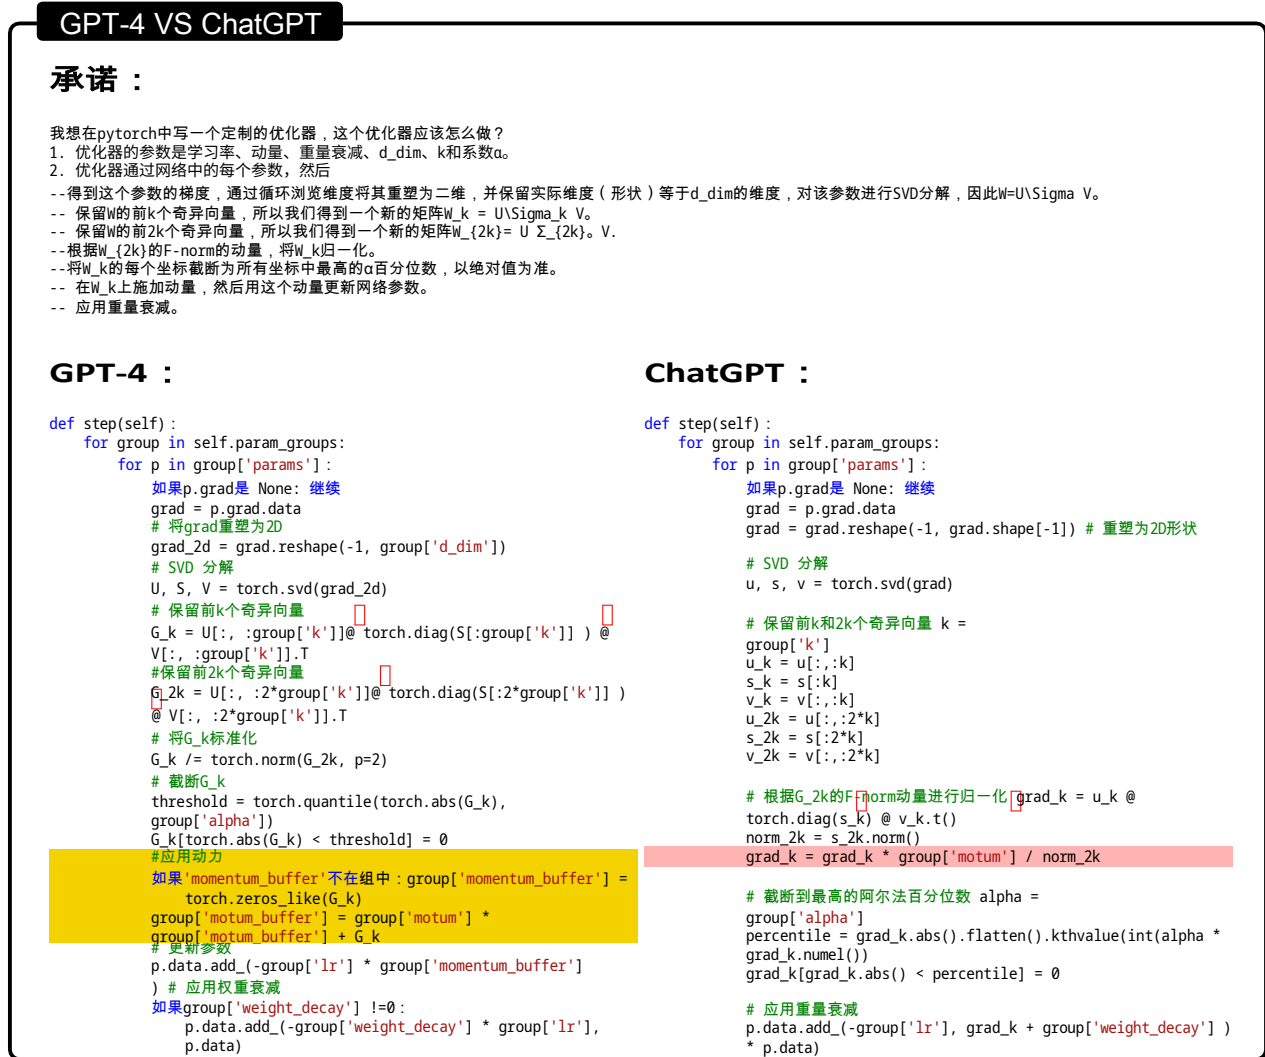 GPT-4 VS ChatGPT
承诺：
我想在pytorch中写一个定制的优化器，这个优化器应该怎么做？
1. 优化器的参数是学习率、动量、重量衰减、d_dim、k和系数α。
2. 优化器通过网络中的每个参数，然后
--得到这个参数的梯度，通过循环浏览维度将其重塑为二维，并保留实际维度（形状）等于d_dim的维度，对该参数进行SVD分解，因此W=U\Sigma V。
-- 保留W的前k个奇异向量，所以我们得到一个新的矩阵W_k = U\Sigma_k V。
-- 保留W的前2k个奇异向量，所以我们得到一个新的矩阵W_{2k}= U Σ_{2k}。V.
--根据W_{2k}的F-norm的动量，将W_k归一化。
--将W_k的每个坐标截断为所有坐标中最高的α百分位数，以绝对值为准。
-- 在W_k上施加动量，然后用这个动量更新网络参数。
-- 应用重量衰减。
GPT-4：
def step(self)：
for group in self.param_groups:
for p in group['params']：
如果p.grad是 None: 继续
grad = p.grad.data
# 将grad重塑为2D
grad_2d = grad.reshape(-1, group['d_dim'])
# SVD 分解
U, S, V = torch.svd(grad_2d)
# 保留前k个奇异向量
G_k = U[:, :group['k']]@ torch.diag(S[:group['k']] ) @
V[:, :group['k']].T
#保留前2k个奇异向量
G_2k = U[:, :2*group['k']]@ torch.diag(S[:2*group['k']] )
@ V[:, :2*group['k']].T
# 将G_k标准化
G_k /= torch.norm(G_2k, p=2)
# 截断G_k
threshold = torch.quantile(torch.abs(G_k),
group['alpha'])
G_k[torch.abs(G_k) < threshold] = 0
#应用动力
如果'momentum_buffer'不在组中：group['momentum_buffer'] =
torch.zeros_like(G_k)
group['motum_buffer'] = group['motum'] *
group['motum_buffer'] + G_k
# 更新参数
p.data.add_(-group['lr'] * group['momentum_buffer']
) # 应用权重衰减
如果group['weight_decay'] !=0：
p.data.add_(-group['weight_decay'] * group['lr'],
p.data)
ChatGPT：
def step(self)：
for group in self.param_groups:
for p in group['params']：
如果p.grad是 None: 继续
grad = p.grad.data
grad = grad.reshape(-1, grad.shape[-1]) # 重塑为2D形状
# SVD 分解
u, s, v = torch.svd(grad)
# 保留前k和2k个奇异向量 k =
group['k']
u_k = u[:,:k]
s_k = s[:k]
v_k = v[:,:k]
u_2k = u[:,:2*k]
s_2k = s[:2*k]
v_2k = v[:,:2*k]
# 根据G_2k的F-norm动量进行归一化 grad_k = u_k @
torch.diag(s_k) @ v_k.t()
norm_2k = s_2k.norm()
grad_k = grad_k * group['motum'] / norm_2k
# 截断到最高的阿尔法百分位数 alpha =
group['alpha']
percentile = grad_k.abs().flatten().kthvalue(int(alpha *
grad_k.numel())
grad_k[grad_k.abs() < percentile] = 0
# 应用重量衰减
p.data.add_(-group['lr'], grad_k + group['weight_decay'] )
* p.data)